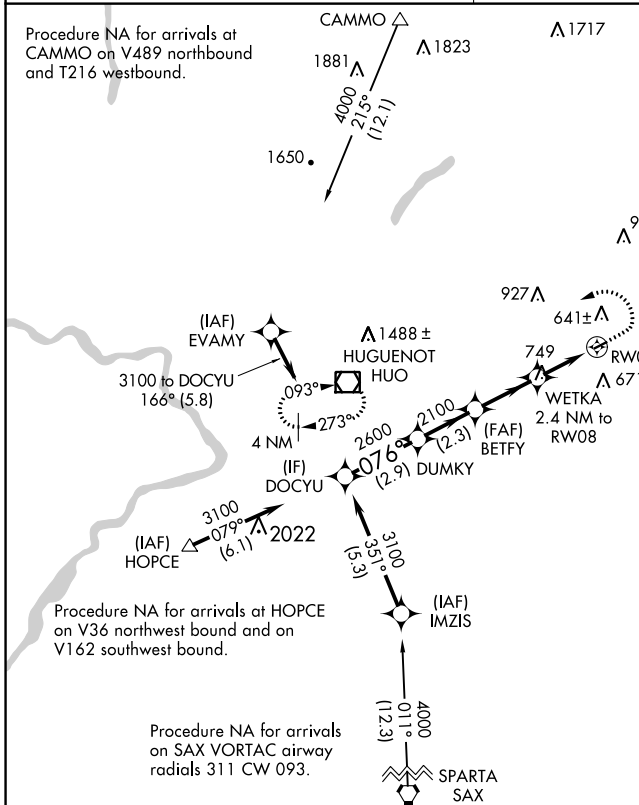 Procedure NA for arrivals at
CAMMO on V489 northbound
and T216 westbound.
CAMMO
1717
1823
1881
4000
215°
(12.1)
1650
927
641±
(IAF)
EVAMY
1488 ±
HUGUENOT
HUO
749
671
3100 to DOCYU
166° (5.8)
093°
273°
4 NM
WETKA
2.4 NM to
RW08
2600
076°
(2.9)
2100
(2.3)
(FAF)
BETFY
DUMKY
(IF)
DOCYU
3100
079°
(6.1)
2022
(IAF)
HOPCE
3100
351°
(5.3)
(IAF)
IMZIS
Procedure NA for arrivals at HOPCE
on V36 northwest bound and on
V162 southwest bound.
4000
011°
(12.3)
Procedure NA for arrivals
on SAX VORTAC airway
radials 311 CW 093.
SPARTA
SAX